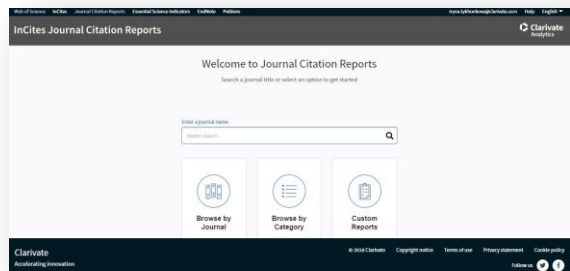 Web of Science InCites Journal Citation Reports Essential Science Indicators EndNote Publons Help English
InCites Journal Citation Reports
Clarivate
Analytics
Welcome to Journal Citation Reports
Search a journal title or select an option to get started
Enter a journal name
Master Search
Browse by
Journal
Browse by
Category
Custom
Reports
Clarivate
Accelerating innovation
© 2018 Clarivate Copyright notice Terms of use Privacy statement Cookie policy
Follow us